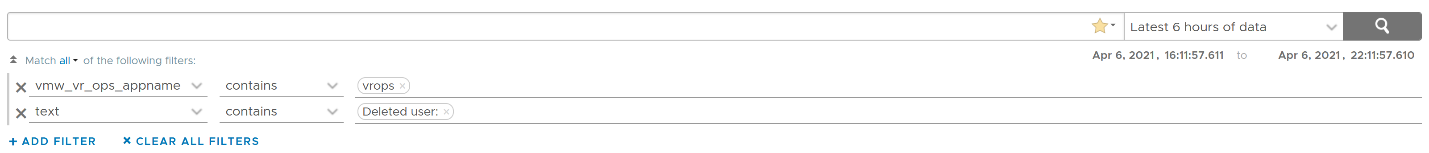 Latest 6 hours of data
Match all of the following filters: Apr 6, 2021, 16:11:57.611 to Apr 6, 2021, 22:11:57.610
vmw_vr_ops_appname contains vrops ×
text contains Deleted user: ×
+ ADD FILTER × CLEAR ALL FILTERS